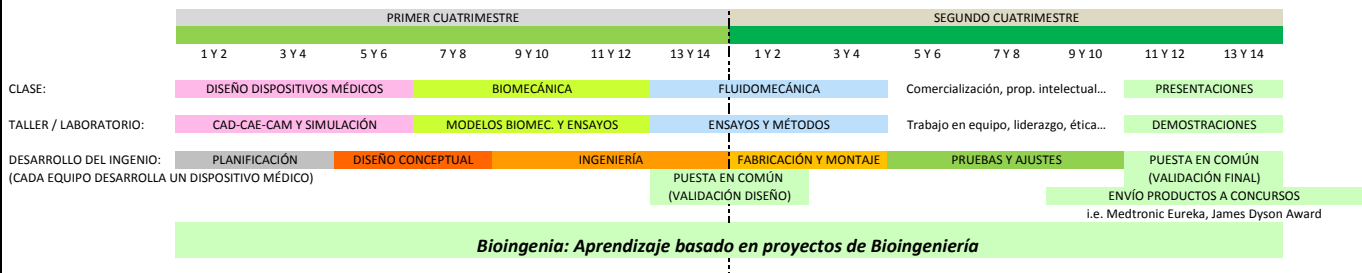 PRIMER CUATRIMESTRE SEGUNDO CUATRIMESTRE
1 Y 2 3 Y 4 5 Y 6 7 Y 8 9 Y 10 11 Y 12 13 Y 14 1 Y 2 3 Y 4 5 Y 6 7 Y 8 9 Y 10 11 Y 12 13 Y 14
CLASE: DISEÑO DISPOSITIVOS MÉDICOS BIOMECÁNICA FLUIDOMECÁNICA Comercialización, prop. intelectual... PRESENTACIONES
TALLER / LABORATORIO: CAD-CAE-CAM Y SIMULACIÓN MODELOS BIOMEC. Y ENSAYOS ENSAYOS Y MÉTODOS Trabajo en equipo, liderazgo, ética... DEMOSTRACIONES
DESARROLLO DEL INGENIO: PLANIFICACIÓN DISEÑO CONCEPTUAL INGENIERÍA FABRICACIÓN Y MONTAJE PRUEBAS Y AJUSTES PUESTA EN COMÚN
(CADA EQUIPO DESARROLLA UN DISPOSITIVO MÉDICO) PUESTA EN COMÚN (VALIDACIÓN FINAL)
(VALIDACIÓN DISEÑO) ENVÍO PRODUCTOS A CONCURSOS
i.e. Medtronic Eureka, James Dyson Award
Bioingenia: Aprendizaje basado en proyectos de Bioingeniería